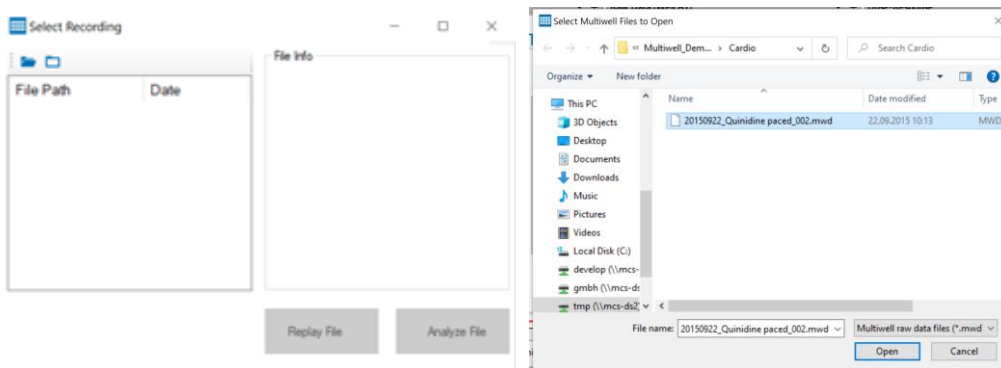 Select Recording
File Path Date
File Info
Replay File Analyze File
Select Multiwell Files to Open
« Multiwell_Dem... > Cardio
Search Cardio
Organize New folder
Name Date modified Type
This PC
20150922_Quinidine paced_002.mwd 22.09.2015 10:13 MWD
3D Objects
Desktop
Documents
Downloads
Music
Pictures
Videos
Local Disk (C:)
develop (\\mcs-
gmbh (\\mcs-ds
tmp (\\mcs-ds2
File name: 20150922_Quinidine paced_002.mwd Multiwell raw data files (*.mwd
Open Cancel